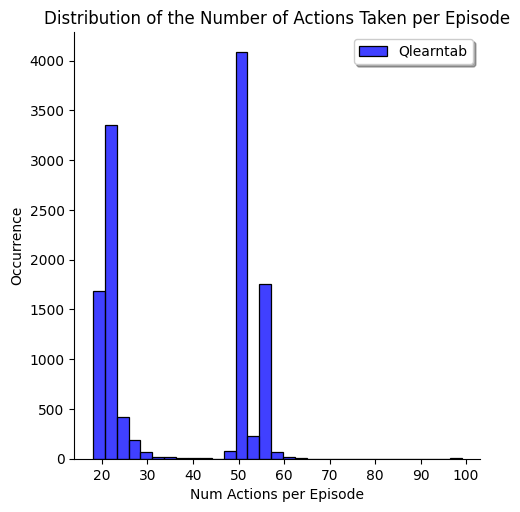 Distribution of the Number of Actions Taken per Episode
Qlearntab
4000
3500
3000
2500
2000
1500
1000
500
0
Occurrence
20 30 40 50 60 70 80 90 100
Num Actions per Episode